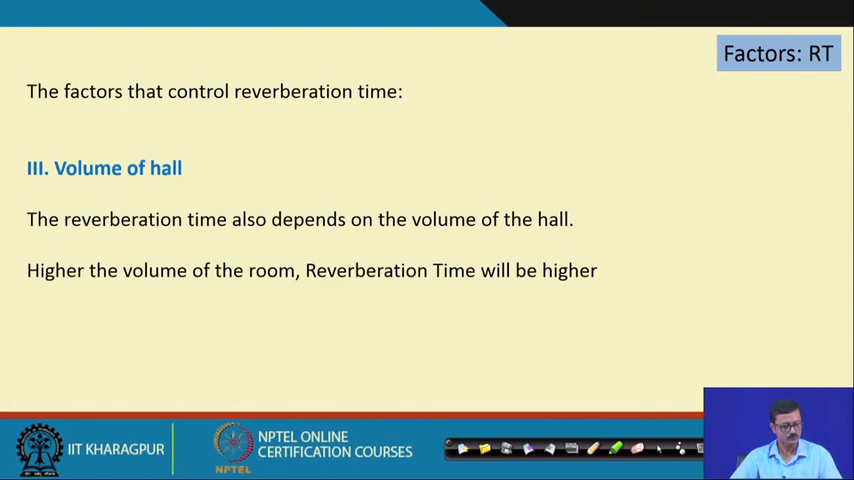 Factors: RT
The factors that control reverberation time:
III. Volume of hall
The reverberation time also depends on the volume of the hall.
Higher the volume of the room, Reverberation Time will be higher
IIT KHARAGPUR
NPTEL
NPTEL ONLINE
CERTIFICATION COURSES